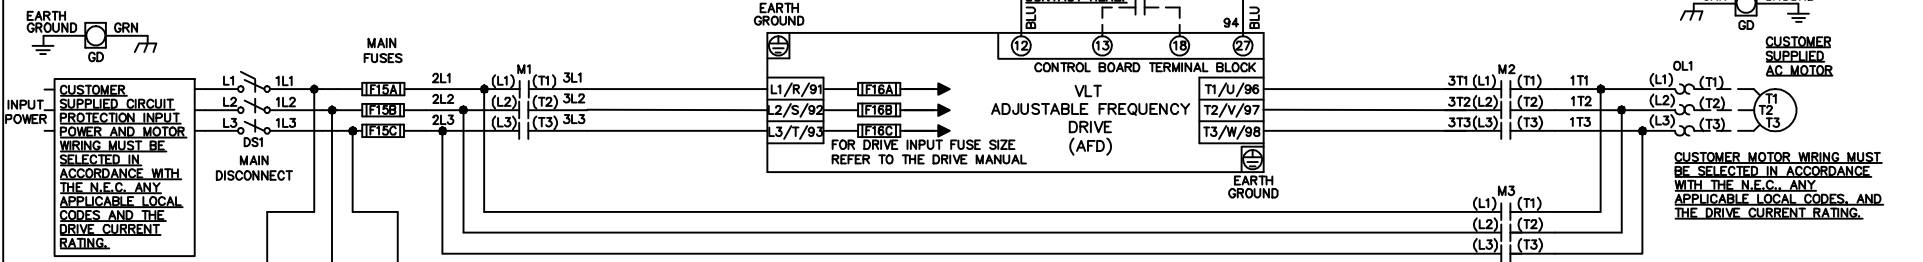 EARTH
GROUND
GRN
GD
INPUT
POWER
CUSTOMER
SUPPLIED CIRCUIT
PROTECTION INPUT
POWER AND MOTOR
WIRING MUST BE
SELECTED IN
ACCORDANCE WITH
THE N.E.C. ANY
APPLICABLE LOCAL
CODES AND THE
DRIVE CURRENT
RATING.
L1 1L1
L2 1L2
L3 1L3
DS1
MAIN
DISCONNECT
MAIN
FUSES
F15A
F15B
F15C
2L1
2L2
2L3
M1
(L1) (T1) 3L1
(L2) (T2) 3L2
(L3) (T3) 3L3
EARTH
GROUND
L1/R/91
L2/S/92
L3/T/93
F16A
F16B
F16C
FOR DRIVE INPUT FUSE SIZE
REFER TO THE DRIVE MANUAL
BLU
94
BLU
12
13
18
27
CONTROL BOARD TERMINAL BLOCK
VLT
ADJUSTABLE FREQUENCY
DRIVE
(AFD)
T1/U/96
T2/V/97
T3/W/98
EARTH
GROUND
M2
3T1 (L1) (T1) 1T1
3T2(L2) (T2) 1T2
3T3(L3) (T3) 1T3
M3
(L1) (T1)
(L2) (T2)
(L3) (T3)
OL1
(L1) (T1)
(L2) (T2)
(L3) (T3)
GD
CUSTOMER
SUPPLIED
AC MOTOR
T1
T2
T3
CUSTOMER MOTOR WIRING MUST
BE SELECTED IN ACCORDANCE
WITH THE N.E.C., ANY
APPLICABLE LOCAL CODES, AND
THE DRIVE CURRENT RATING.